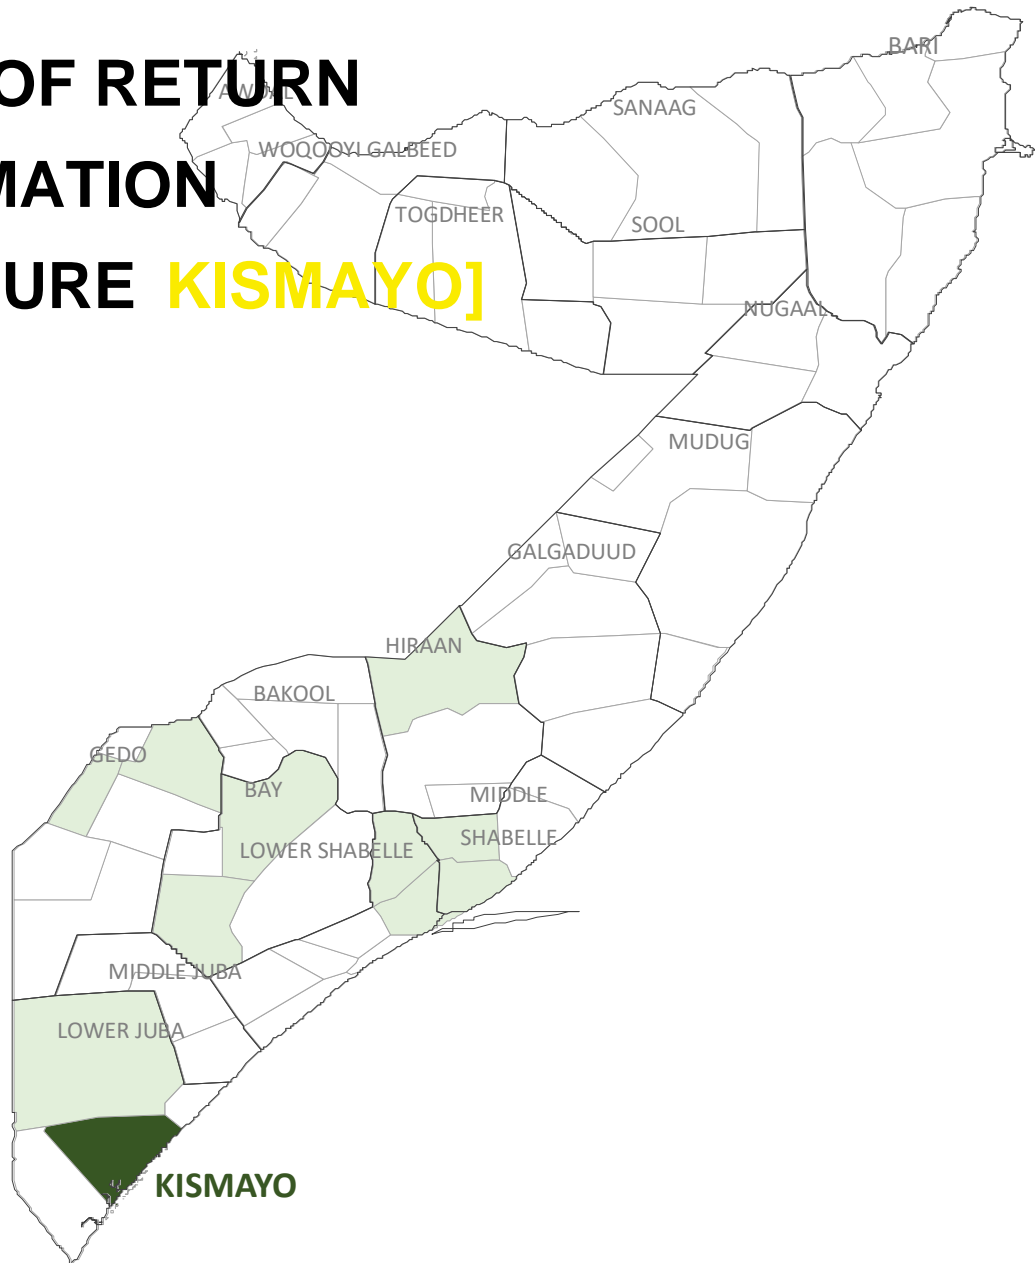 OF RETURN
MATION
URE KISMAYO]
BARI
AWDAL
SANAAG
WOQOOYI GALBEED
TOGDHEER
SOOL
NUGAAL
MUDUG
GALGADUUD
HIRAAN
BAKOOL
GEDO
BAY
MIDDLE
SHABELLE
LOWER SHABELLE
MIDDLE JUBA
LOWER JUBA
KISMAYO